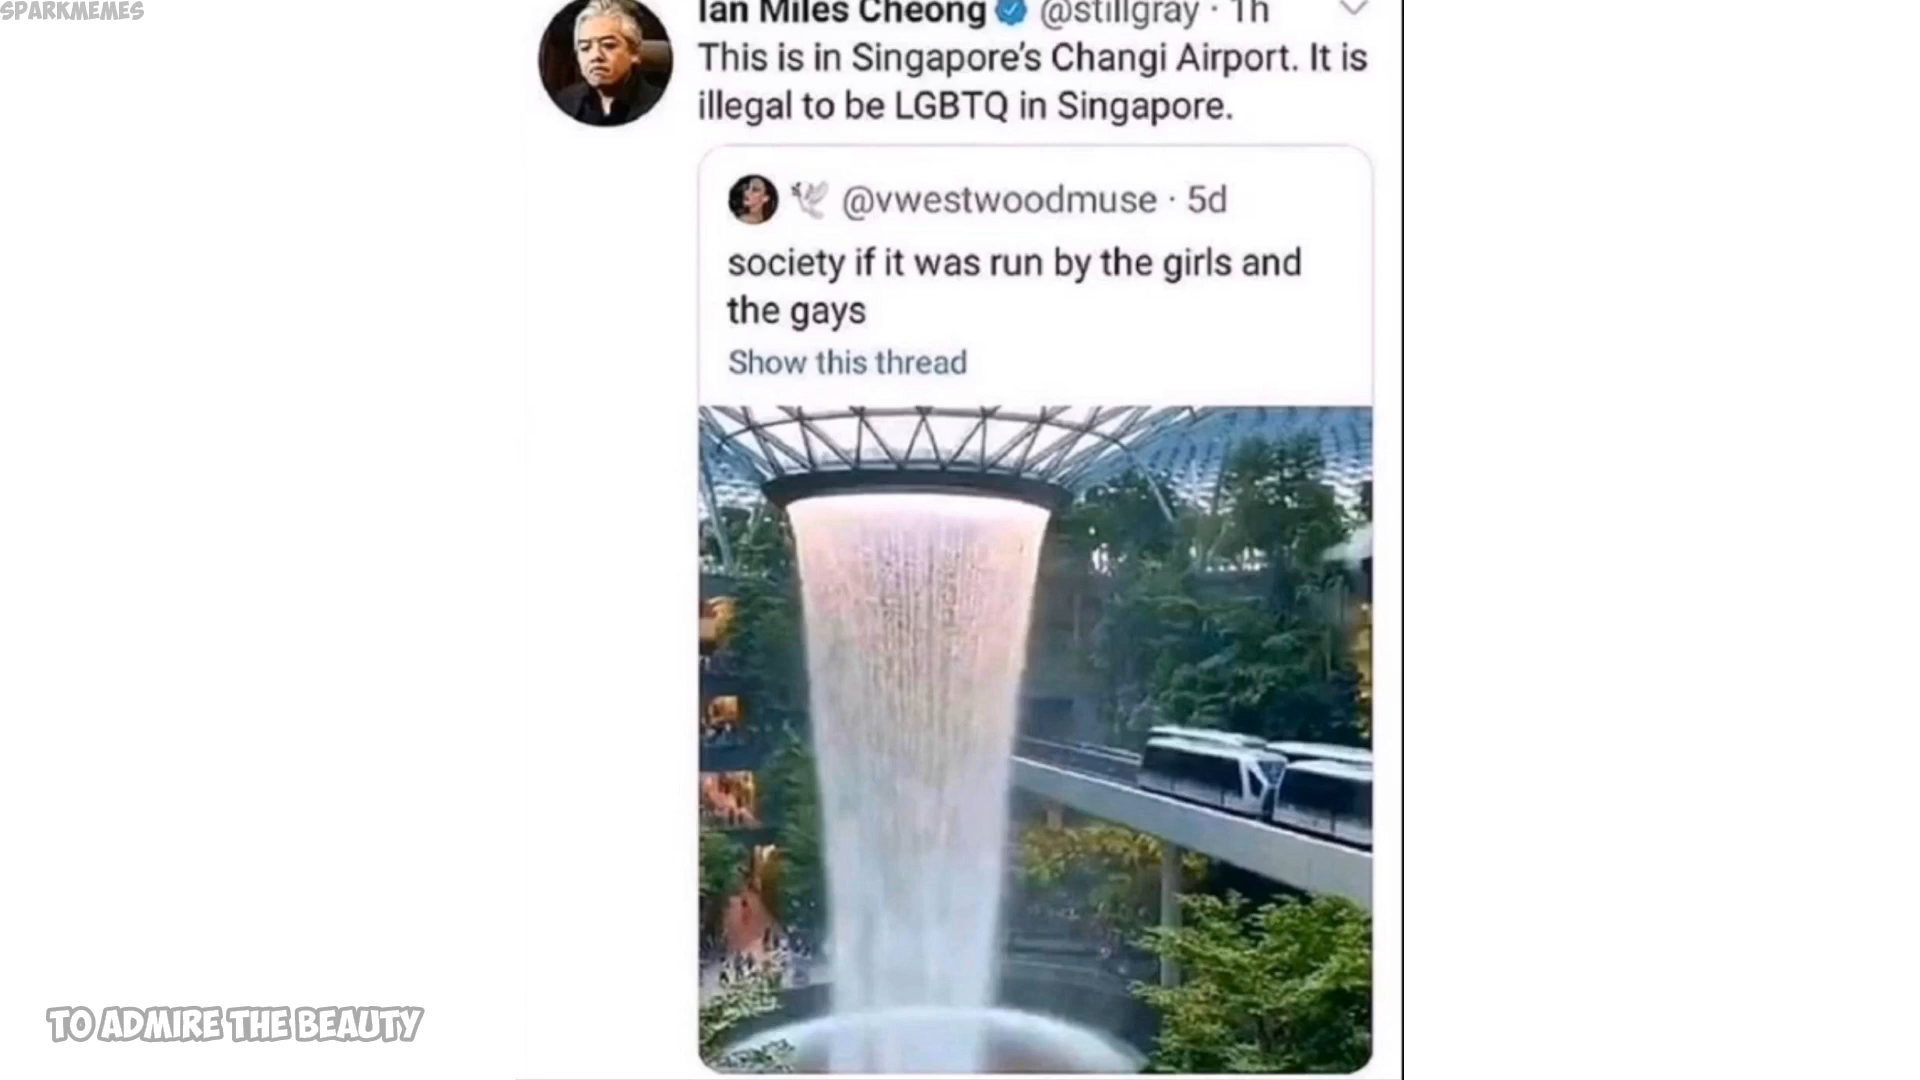 SPARKMEMES
Ian Miles Cheong @stillgray · 1h
This is in Singapore's Changi Airport. It is
illegal to be LGBTQ in Singapore.
@vwestwoodmuse · 5d
society if it was run by the girls and
the gays
Show this thread
TO ADMIRE THE BEAUTY